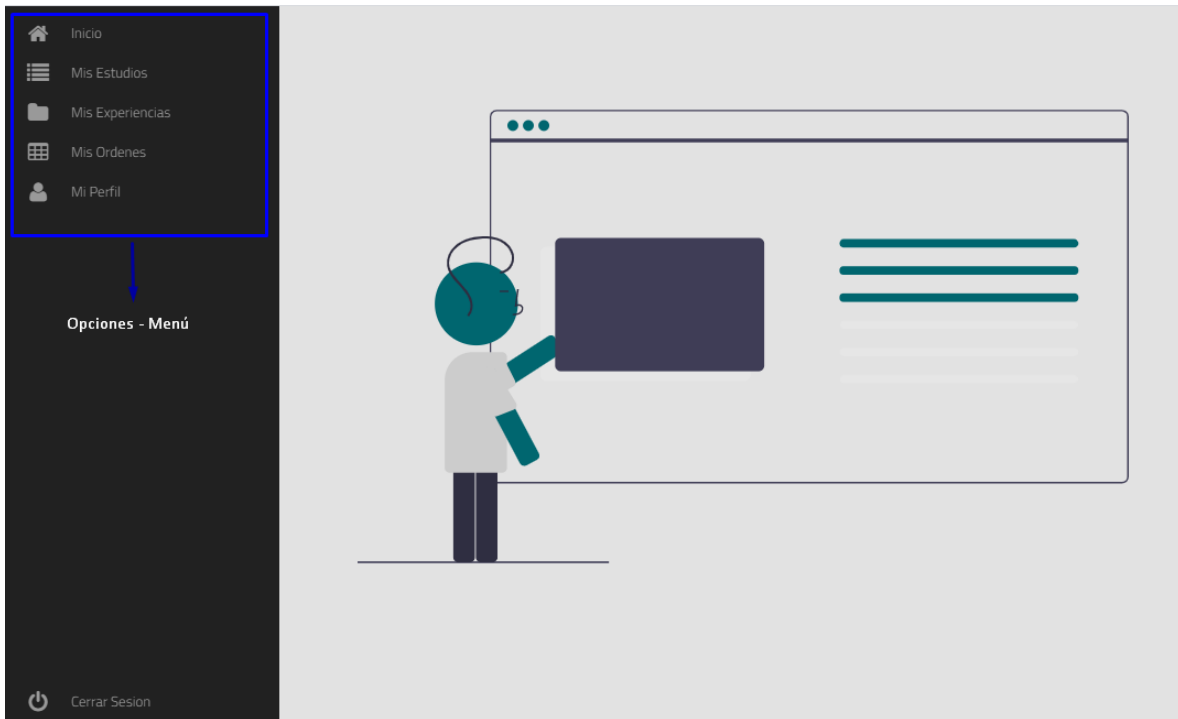 Inicio
Mis Estudios
Mis Experiencias
Mis Ordenes
Mi Perfil
Opciones - Menú
Cerrar Sesion